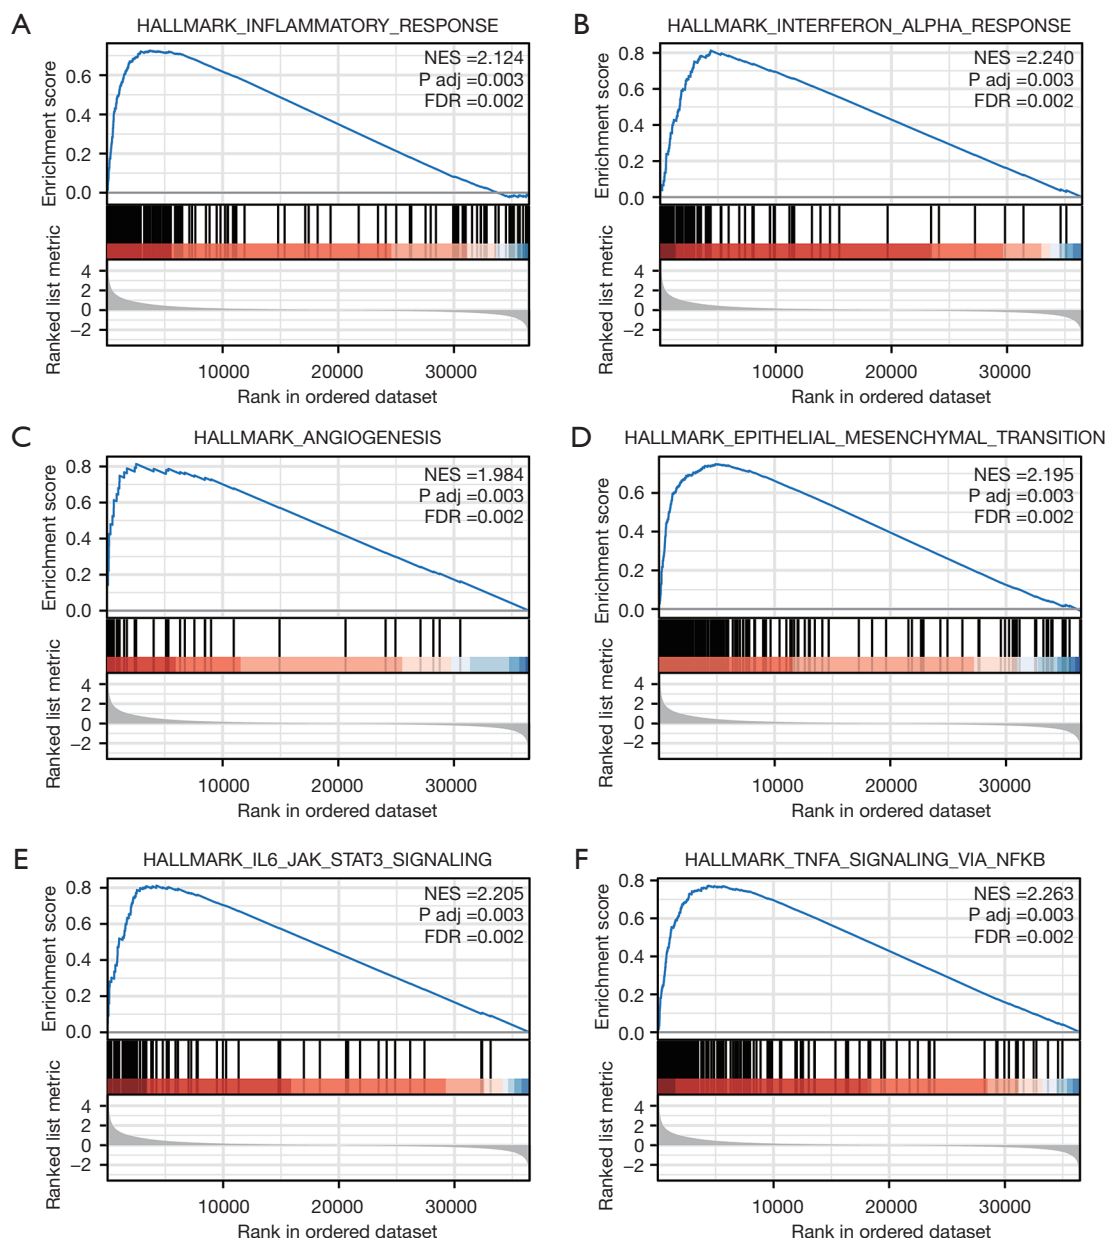 A
HALLMARK_INFLAMMATORY_RESPONSE
NES =2.124
P adj =0.003
FDR =0.002
Enrichment score
0.6
0.4
0.2
0.0
Ranked list metric
4
2
0
−2
10000 20000 30000
Rank in ordered dataset
B
HALLMARK_INTERFERON_ALPHA_RESPONSE
NES =2.240
P adj =0.003
FDR =0.002
Enrichment score
0.8
0.6
0.4
0.2
0.0
Ranked list metric
4
2
0
−2
10000 20000 30000
Rank in ordered dataset
C
HALLMARK_ANGIOGENESIS
NES =1.984
P adj =0.003
FDR =0.002
Enrichment score
0.8
0.6
0.4
0.2
0.0
Ranked list metric
4
2
0
−2
10000 20000 30000
Rank in ordered dataset
D
HALLMARK_EPITHELIAL_MESENCHYMAL_TRANSITION
NES =2.195
P adj =0.003
FDR =0.002
Enrichment score
0.6
0.4
0.2
0.0
Ranked list metric
4
2
0
−2
10000 20000 30000
Rank in ordered dataset
E
HALLMARK_IL6_JAK_STAT3_SIGNALING
NES =2.205
P adj =0.003
FDR =0.002
Enrichment score
0.8
0.6
0.4
0.2
0.0
Ranked list metric
4
2
0
−2
10000 20000 30000
Rank in ordered dataset
F
HALLMARK_TNFA_SIGNALING_VIA_NFKB
NES =2.263
P adj =0.003
FDR =0.002
Enrichment score
0.8
0.6
0.4
0.2
0.0
Ranked list metric
4
2
0
−2
10000 20000 30000
Rank in ordered dataset